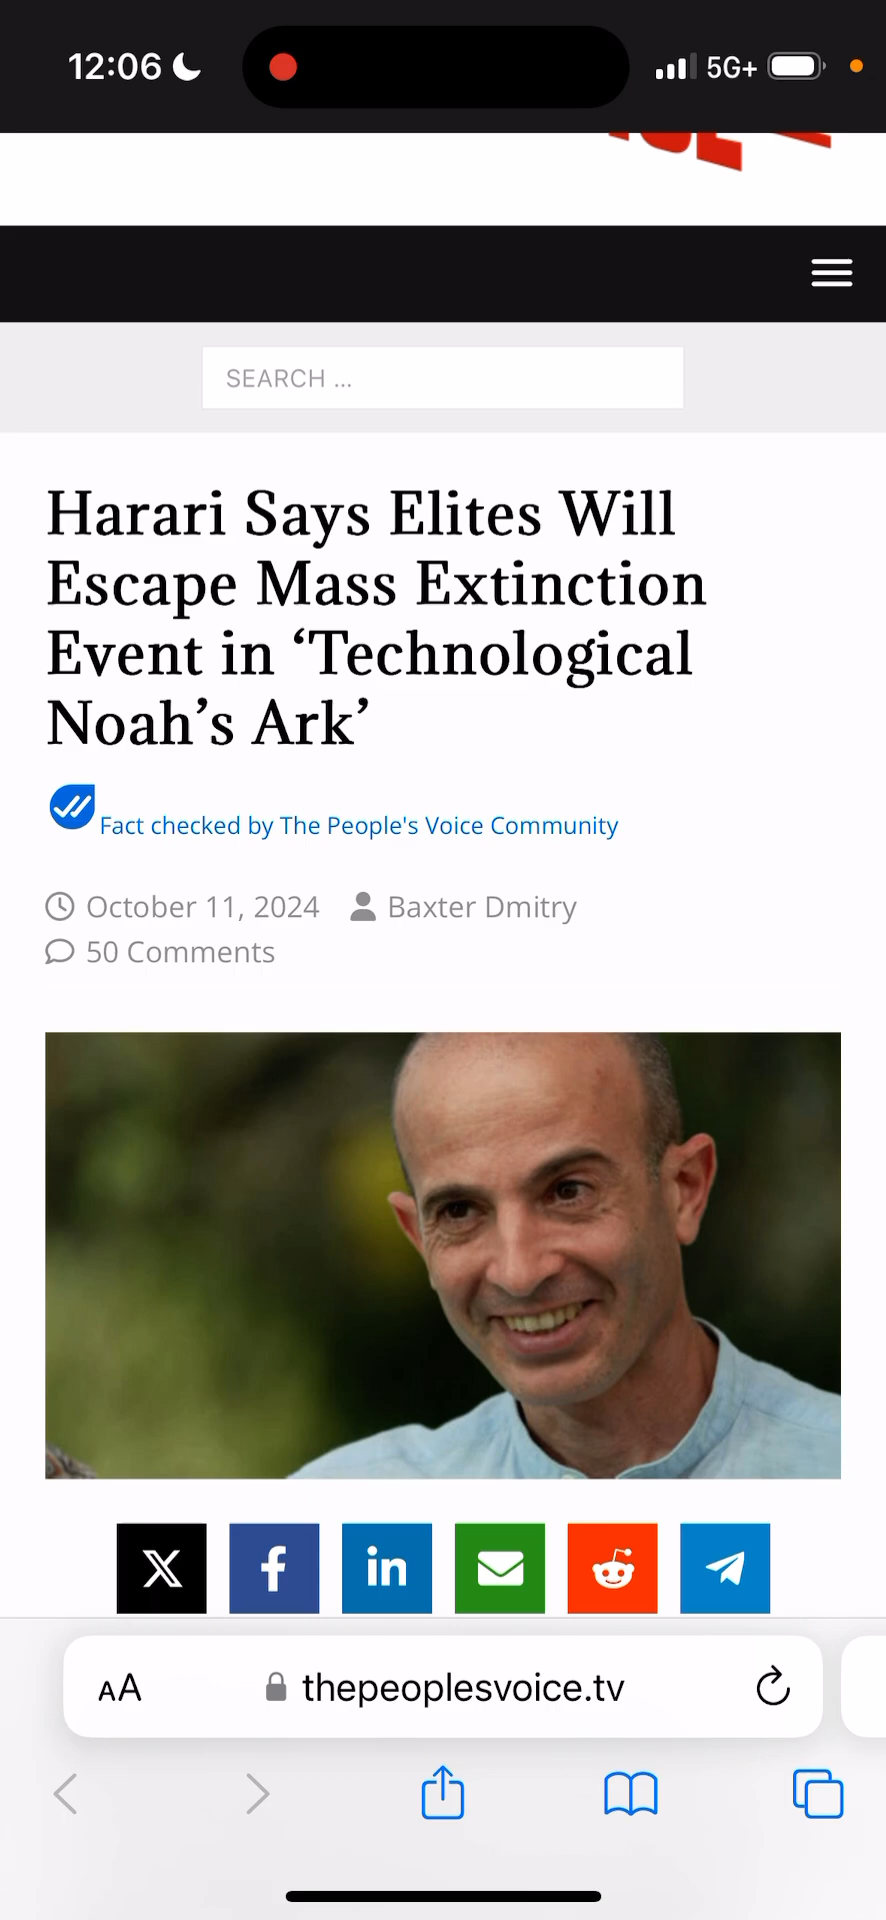 12:06
5G+
SEARCH ...
Harari Says Elites Will
Escape Mass Extinction
Event in ‘Technological
Noah’s Ark’
Fact checked by The People's Voice Community
October 11, 2024 Baxter Dmitry
50 Comments
AA thepeoplesvoice.tv